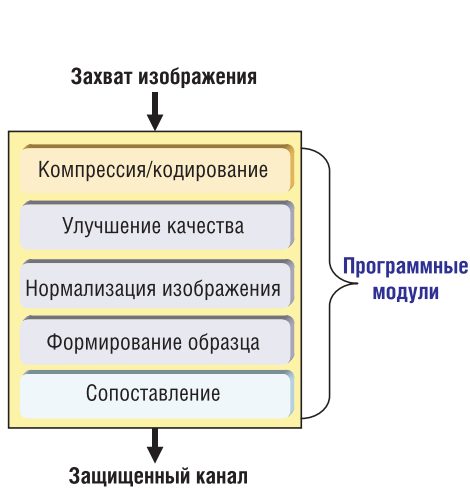 Захват изображения
Компрессия/кодирование
Улучшение качества
Нормализация изображения
Формирование образца
Сопоставление
Программные
модули
Защищенный канал